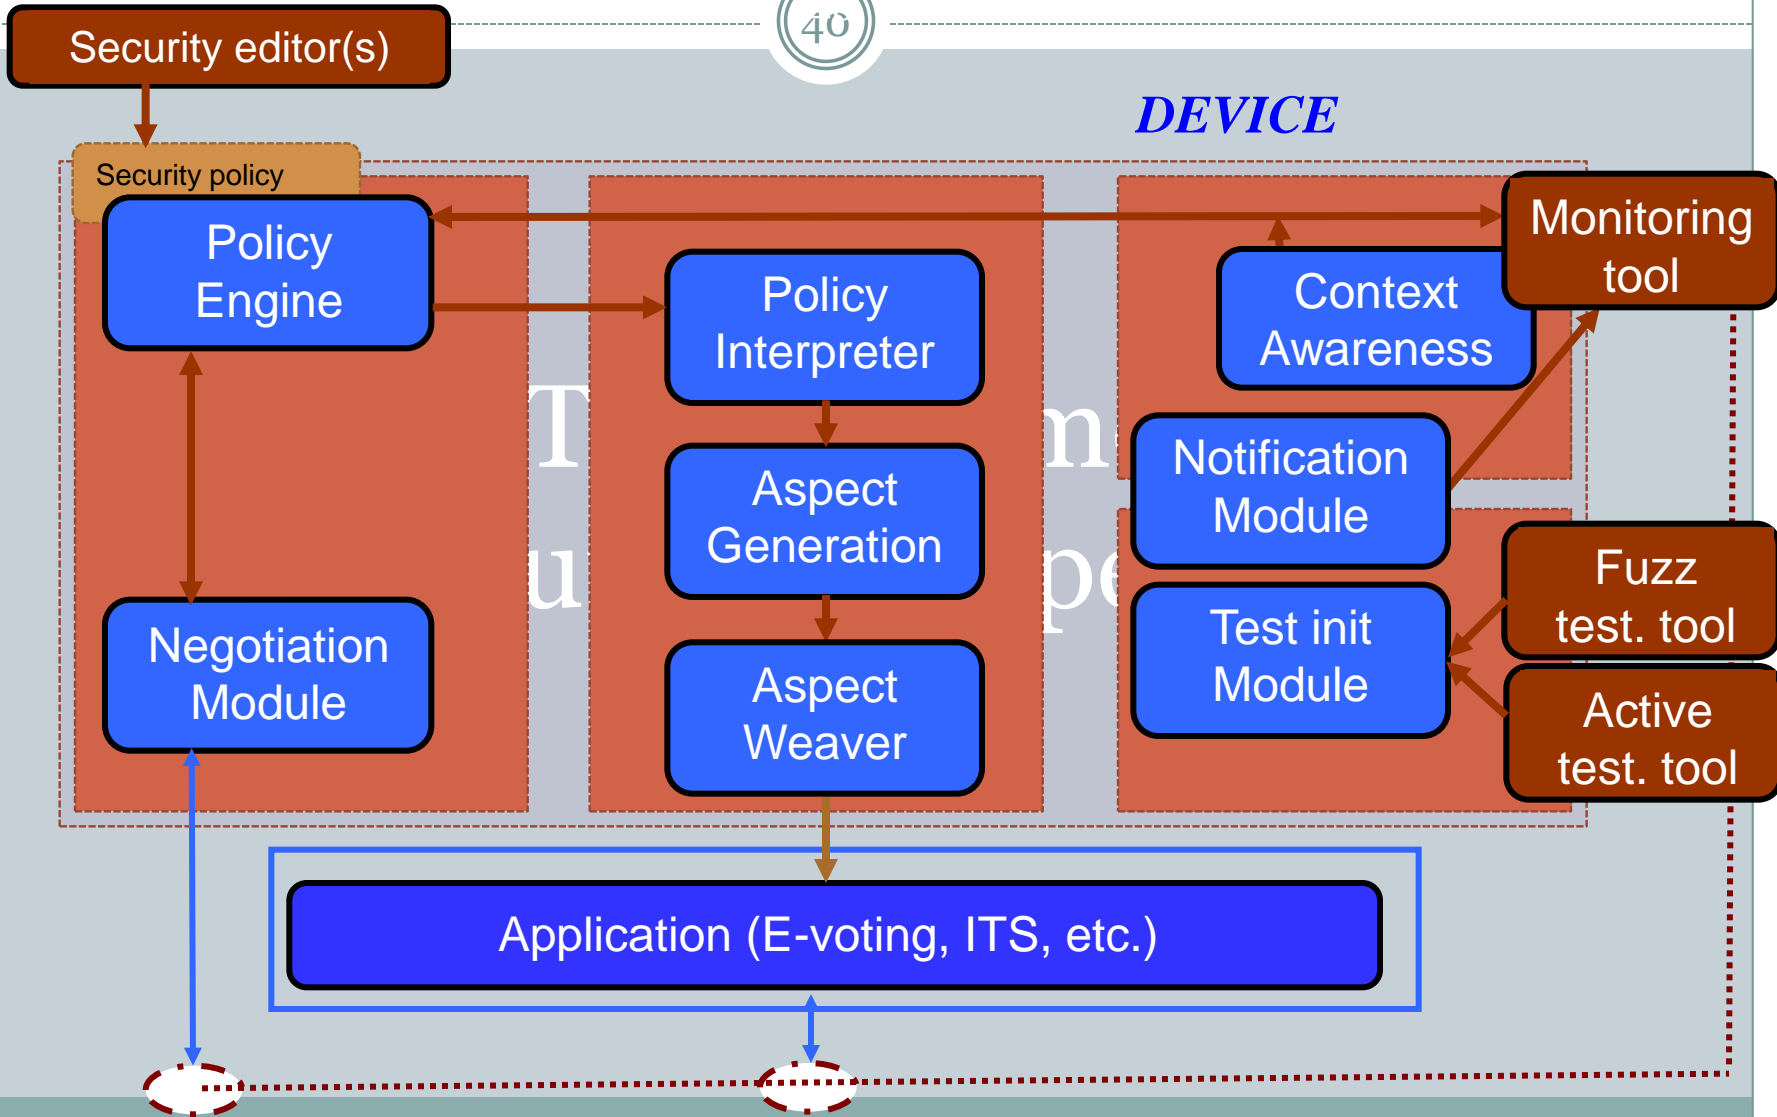 40
Security editor(s)
DEVICE
Security policy
Policy
Engine
Monitoring
tool
Policy
Interpreter
Context
Awareness
Notification
Module
Aspect
Generation
Fuzz
test. tool
Test init
Module
Negotiation
Module
Aspect
Weaver
Active
test. tool
Application (E-voting, ITS, etc.)